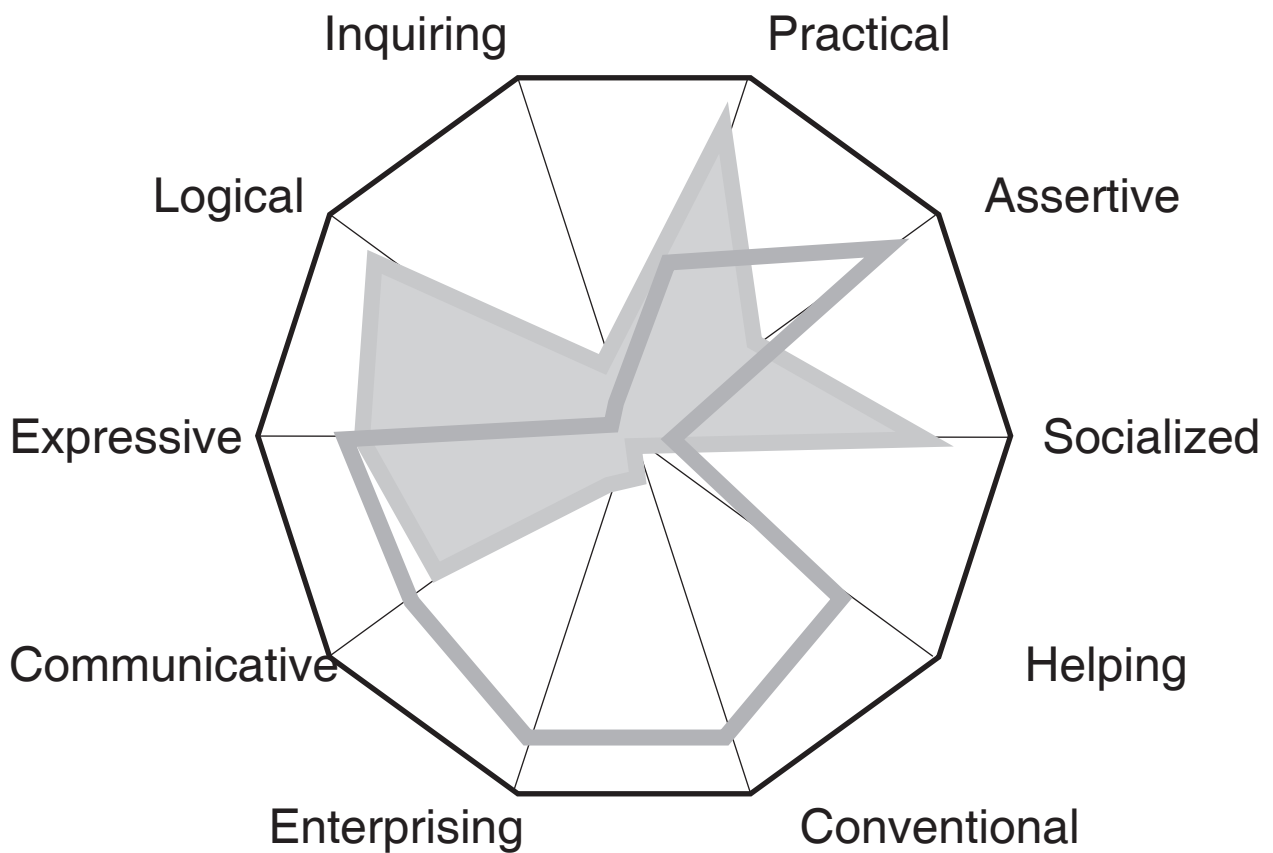 Inquiring
Practical
Logical
Assertive
Expressive
Socialized
Communicative
Helping
Enterprising
Conventional